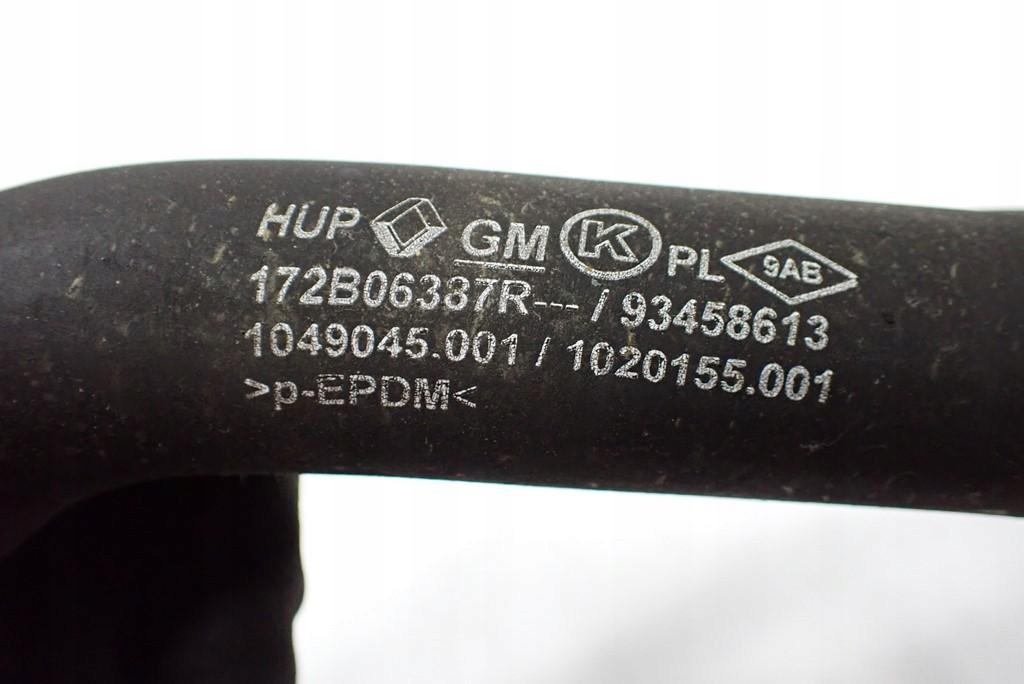 HUP GM K PL 9AB
172B06387R--- / 93458613
1049045.001 / 1020155.001
>p-EPDM<